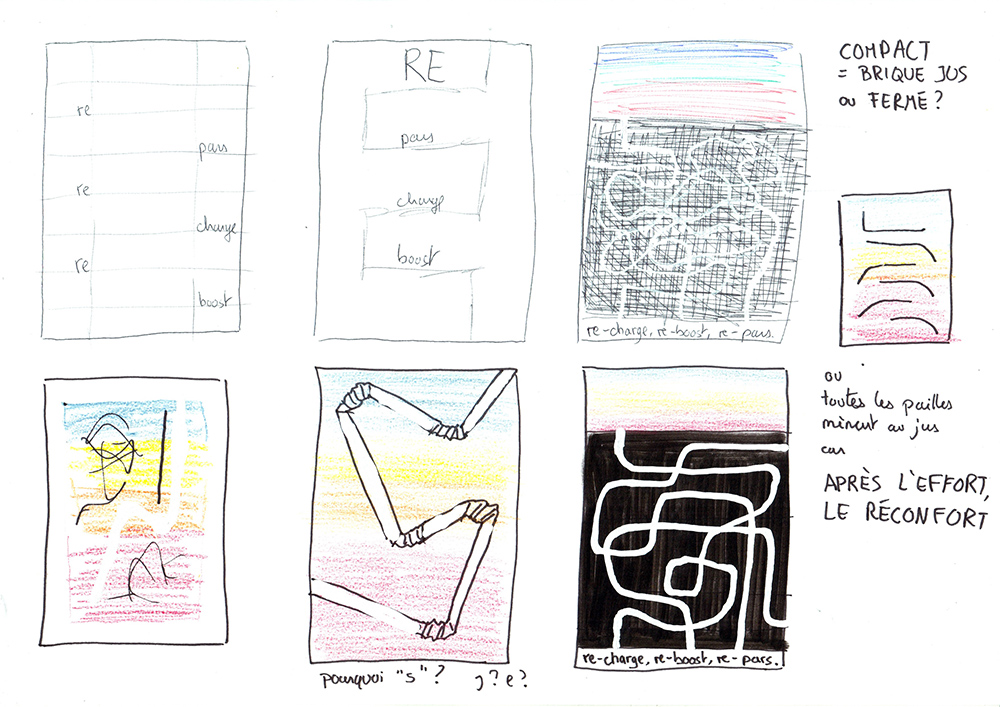 re
pars
re
charge
re
boost
RE
pars
charge
boost
re-charge, re-boost, re-pars.
COMPACT
= BRIQUE JUS
ou FERMÉ?
pourquoi "s"? j? e?
re-charge, re-boost, re-pars.
ou
toutes les pailles
mènent au jus
car
APRÈS L'EFFORT,
LE RÉCONFORT